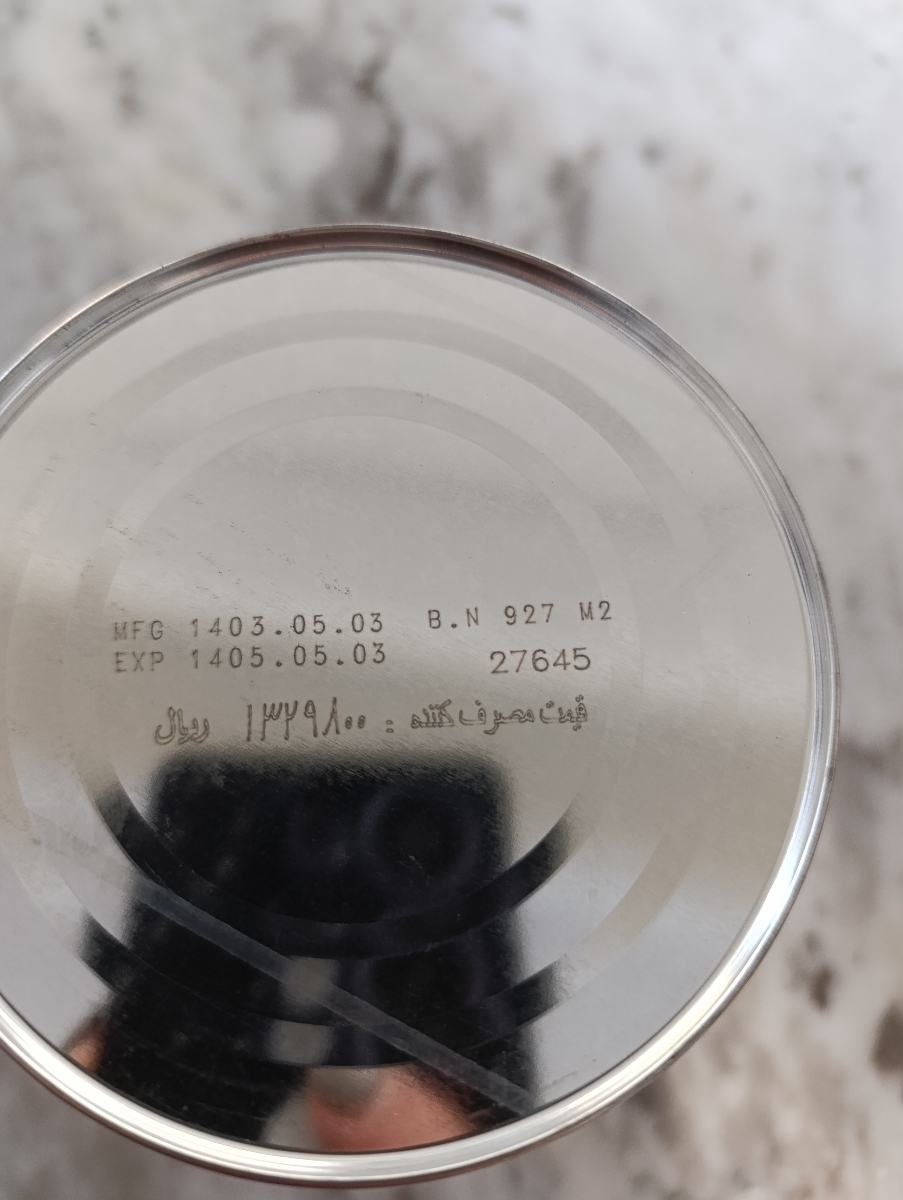 MFG 1403.05.03 B.N 927 M2
EXP 1405.05.03 27645
قیمت مصرف کننده : ۱۳۲۹۸۰۰ ریال